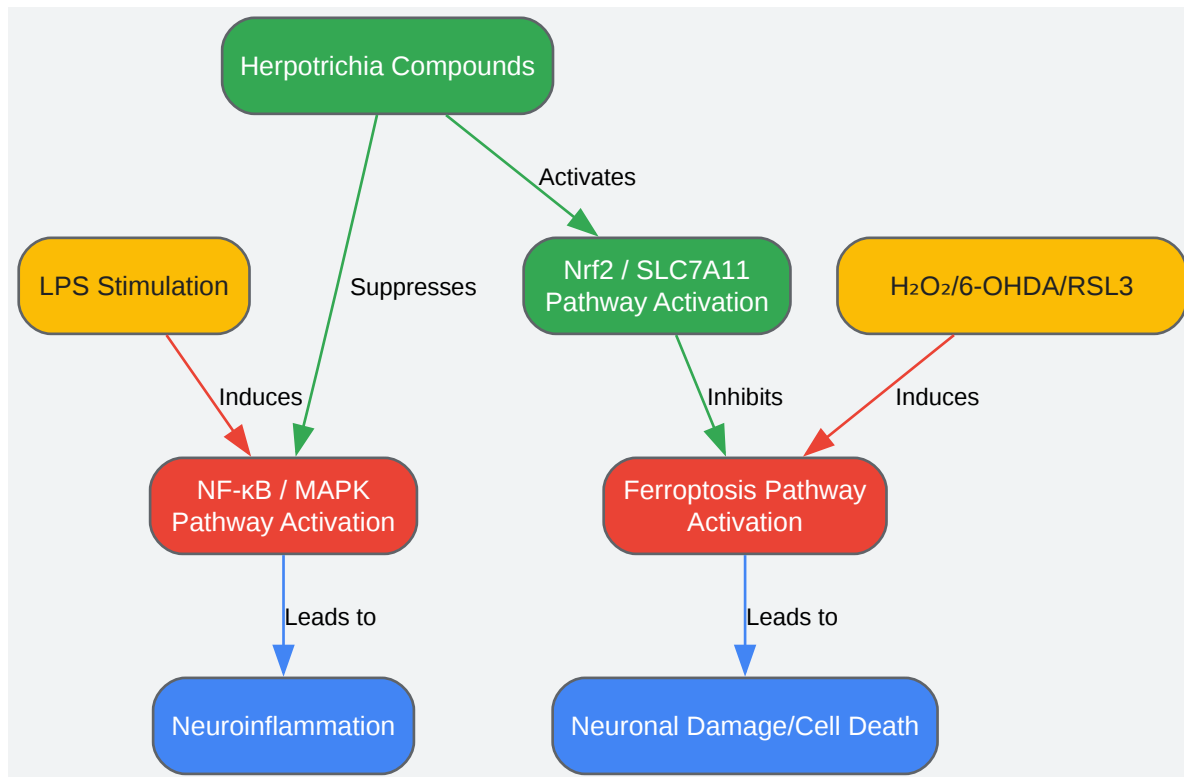 Herpotrichia Compounds
Activates
LPS Stimulation
Suppresses
Nrf2 / SLC7A11
Pathway Activation
H₂O₂/6-OHDA/RSL3
Induces
Inhibits
Induces
NF-κB / MAPK
Pathway Activation
Ferroptosis Pathway
Activation
Leads to
Leads to
Neuroinflammation
Neuronal Damage/Cell Death